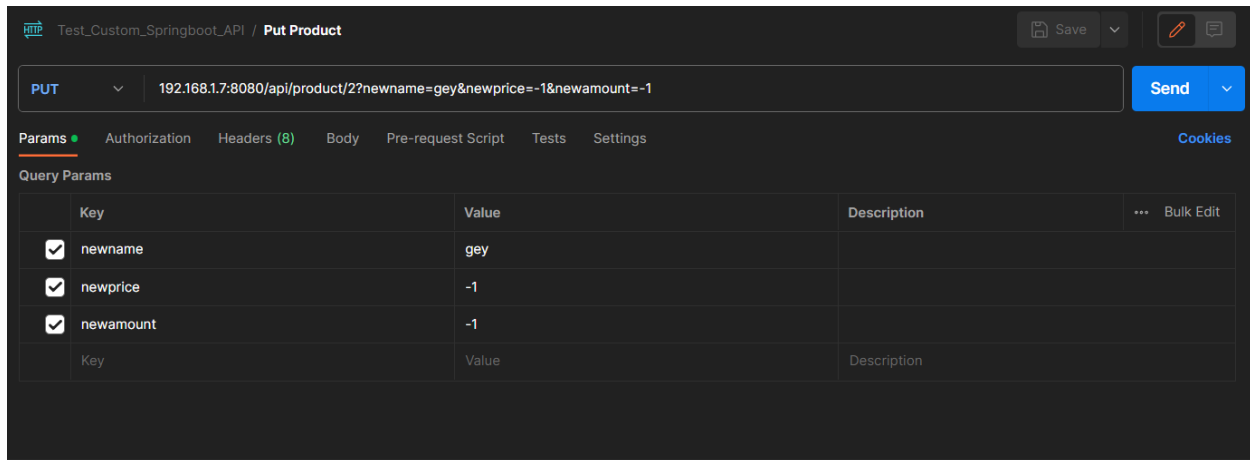 HTTP Test_Custom_Springboot_API / Put Product Save
PUT 192.168.1.7:8080/api/product/2?newname=gey&newprice=-1&newamount=-1 Send
Params Authorization Headers (8) Body Pre-request Script Tests Settings Cookies
Query Params
Key Value Description Bulk Edit
newname gey
newprice -1
newamount -1
Key Value Description